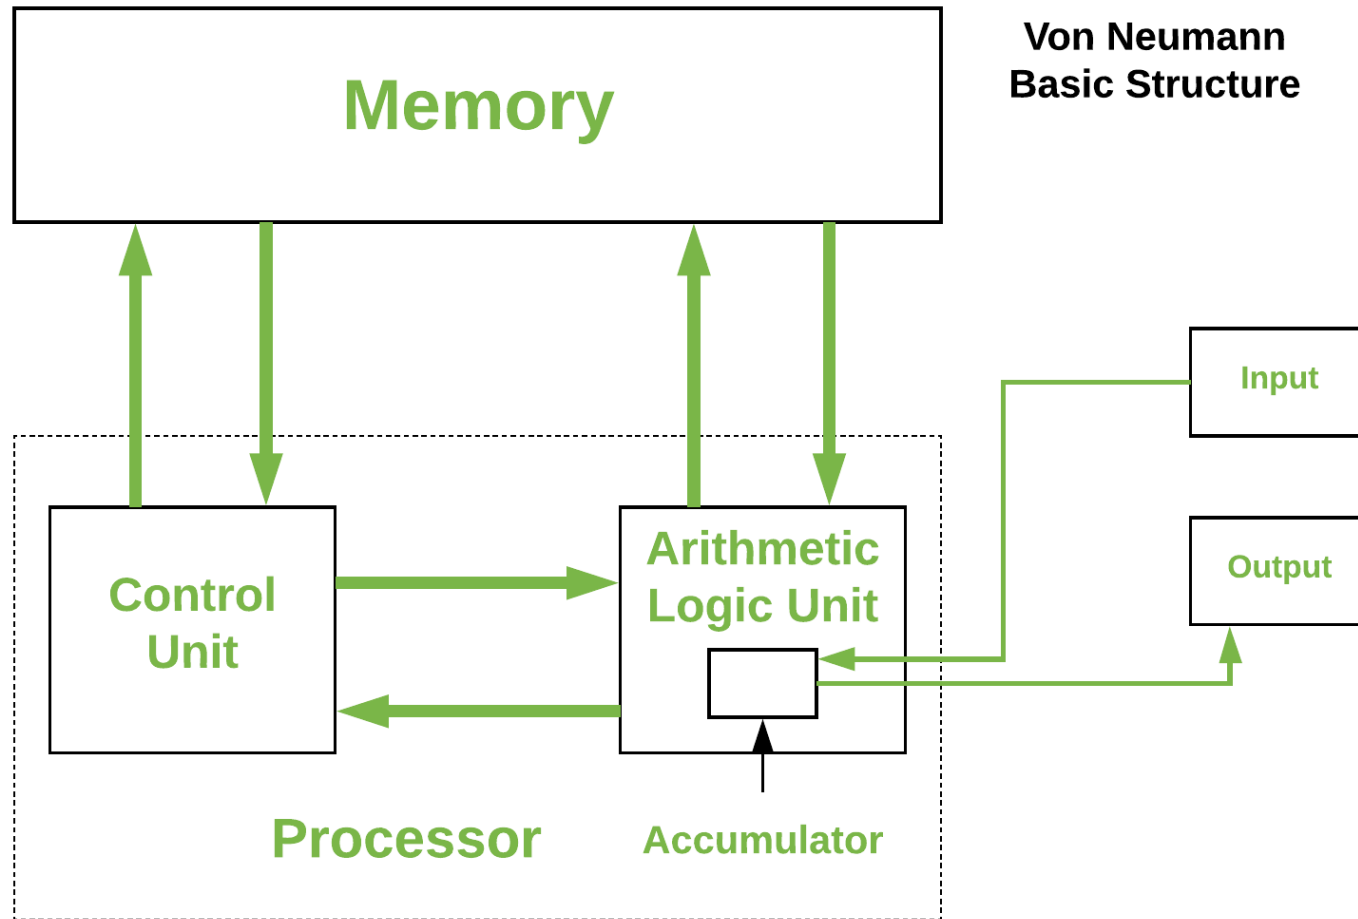 Von Neumann
Basic Structure
Memory
Input
Output
Control
Unit
Arithmetic
Logic Unit
Processor
Accumulator